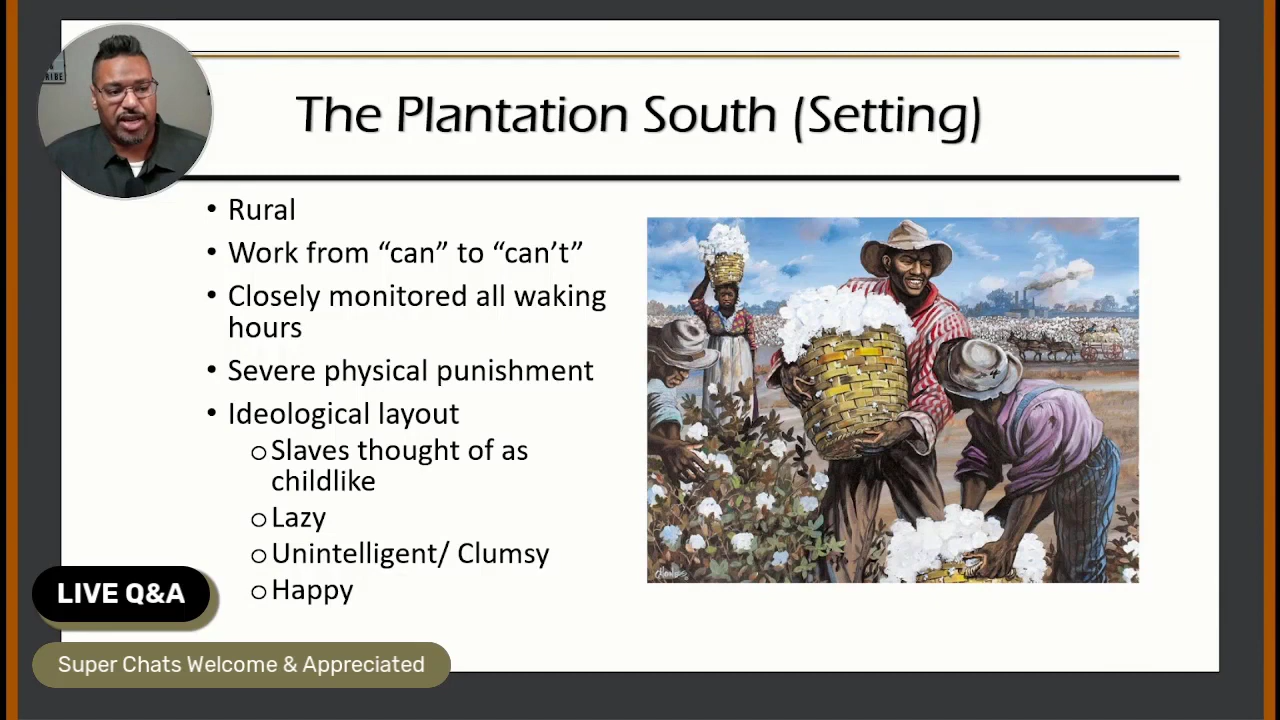 RIBE
The Plantation South (Setting)
• Rural
• Work from “can” to “can’t”
• Closely monitored all waking
hours
• Severe physical punishment
• Ideological layout
o Slaves thought of as
childlike
o Lazy
o Unintelligent/ Clumsy
o Happy
LIVE Q&A
Super Chats Welcome & Appreciated